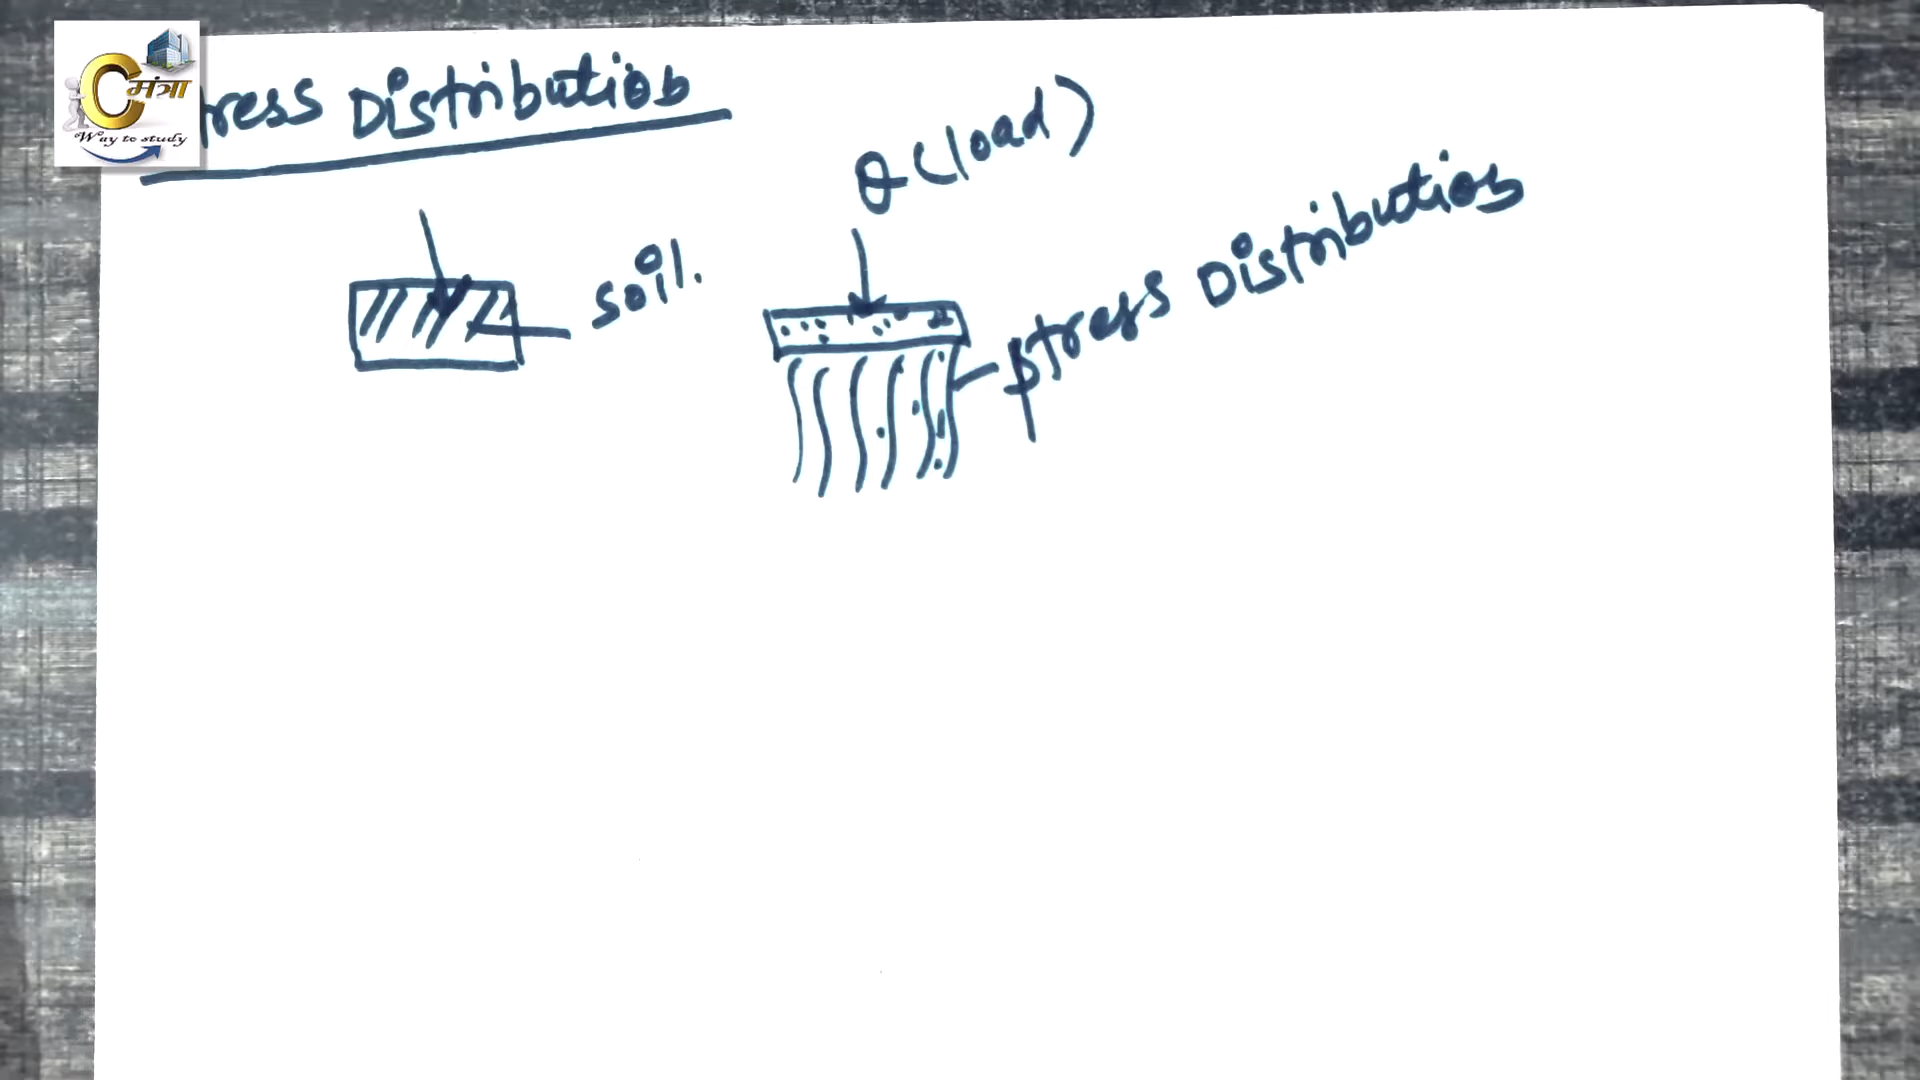 C मंत्रा
Way to study
tress Distribution
Q (load)
soil.
stress Distribution